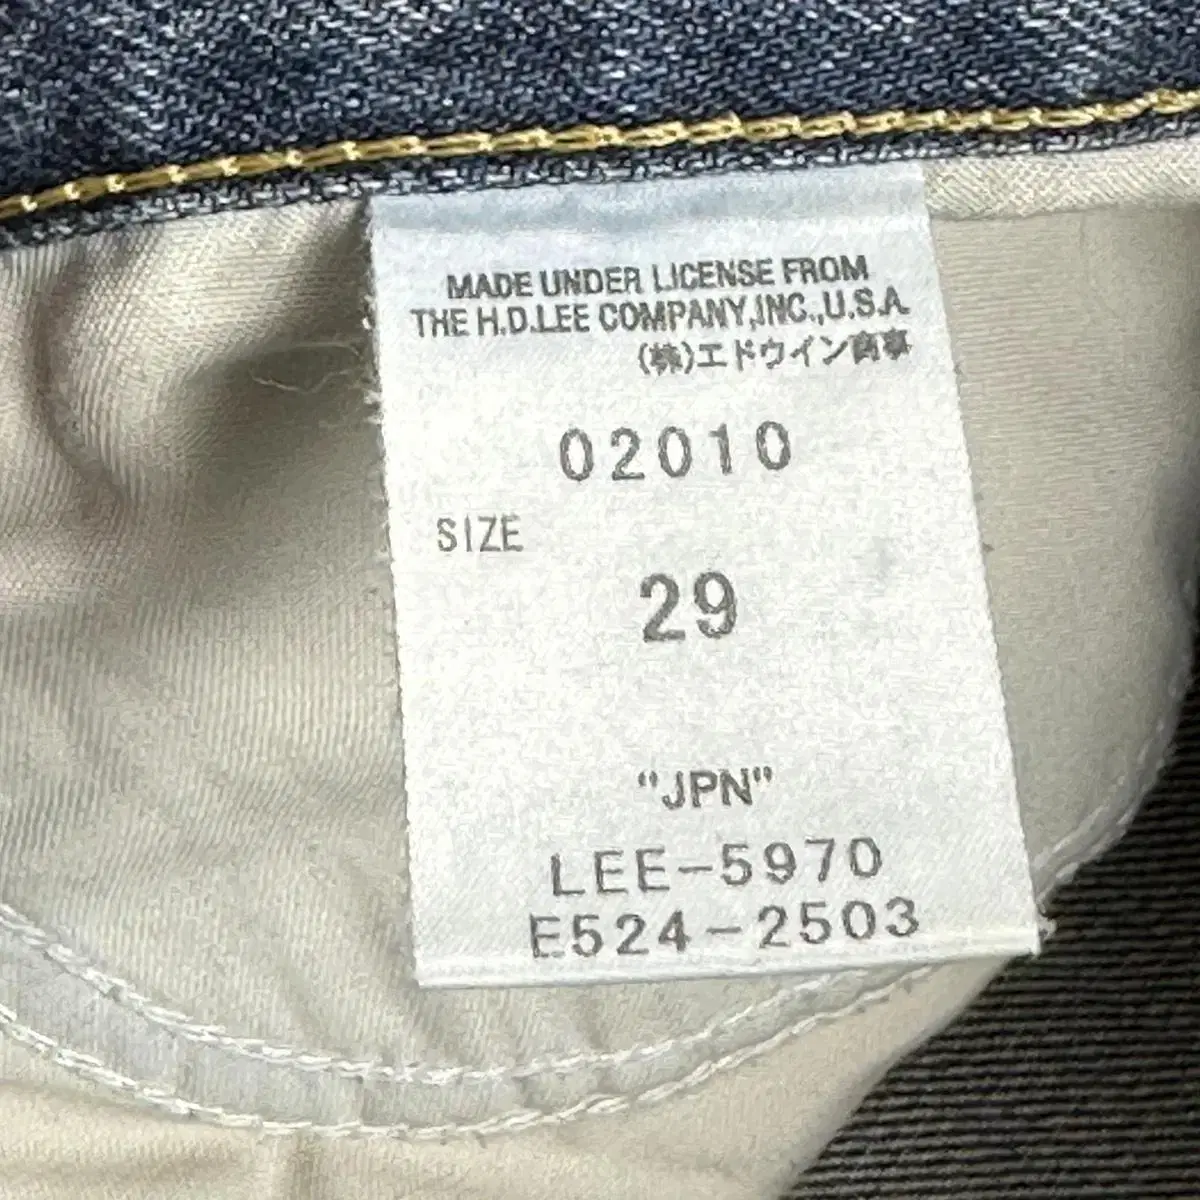 MADE UNDER LICENSE FROM
THE H.D.LEE COMPANY,INC.,U.S.A.
(株)エドウイン商事
02010
SIZE
29
"JPN"
LEE-5970
E524-2503